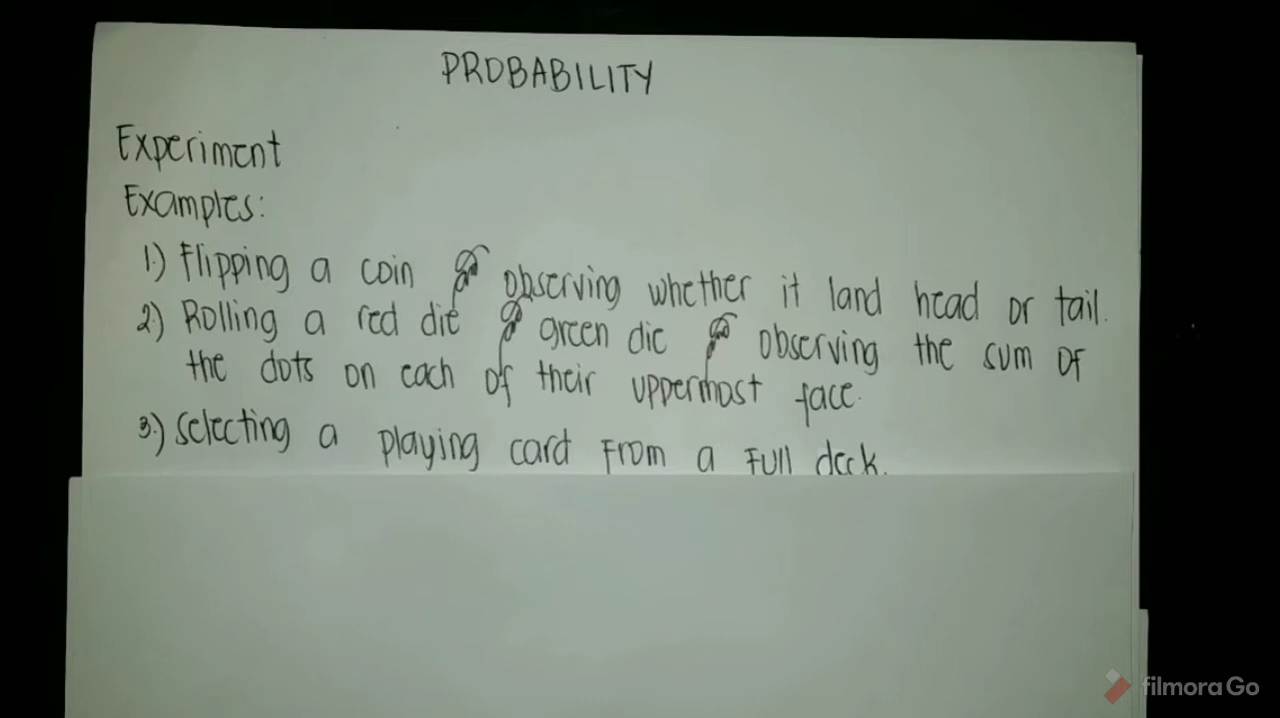 PROBABILITY
Experiment
Examples:
1.) Flipping a coin & observing whether it land head or tail.
2.) Rolling a red die & green die & observing the sum of
the dots on each of their uppermost face.
3.) Selecting a playing card from a full deck.
filmoraGo